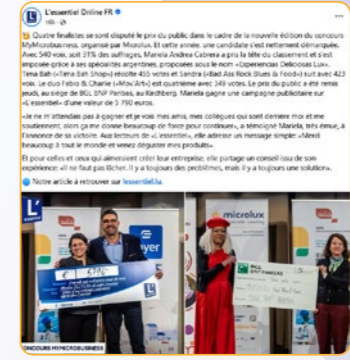 L'essentiel Online FR
18h
Quatre finalistes se sont disputé le prix du public dans le cadre de la nouvelle édition du concours
MyMicrobusiness, organisé par Microlux. Et cette année, une candidate s'est nettement démarquée.
Avec 540 voix, soit 31% des suffrages, Mariela Andrea Cabrera a pris la tête du classement et s'est
imposée grâce à ses spécialités argentines, proposées sous le nom «Experiencias Deliciosas Lux».
Tima Bah («Tima Bah Shop») récolte 455 votes et Sandra («Bad Ass Rock Blues & Food») suit avec 423
voix. Le duo Fabio & Charlie («Mov'Art») est quatrième avec 349 votes. Le prix du public a été remis
jeudi, au siège de BGL BNP Paribas, au Kirchberg. Mariela gagne une campagne publicitaire sur
«L'essentiel» d'une valeur de 5 790 euros.
«Je ne m'attendais pas à gagner et je vois mes amis, mes collègues qui sont derrière moi et me
soutiennent, alors ça me donne beaucoup de force pour continuer», a témoigné Mariela, très émue, à
l'annonce de sa victoire. Aux lecteurs de «L'essentiel», elle adresse un message simple: «Merci
beaucoup à tout le monde et venez déguster mes produits».
Et pour celles et ceux qui aimeraient créer leur entreprise, elle partage un conseil issu de son
expérience: «Il ne faut pas lâcher. Il y a toujours des problèmes, mais il y a toujours une solution».
Notre article à retrouver sur lessentiel.lu.
microlux
BGL
BNP PARIBAS
CONCOURS MYMICROBUSINESS